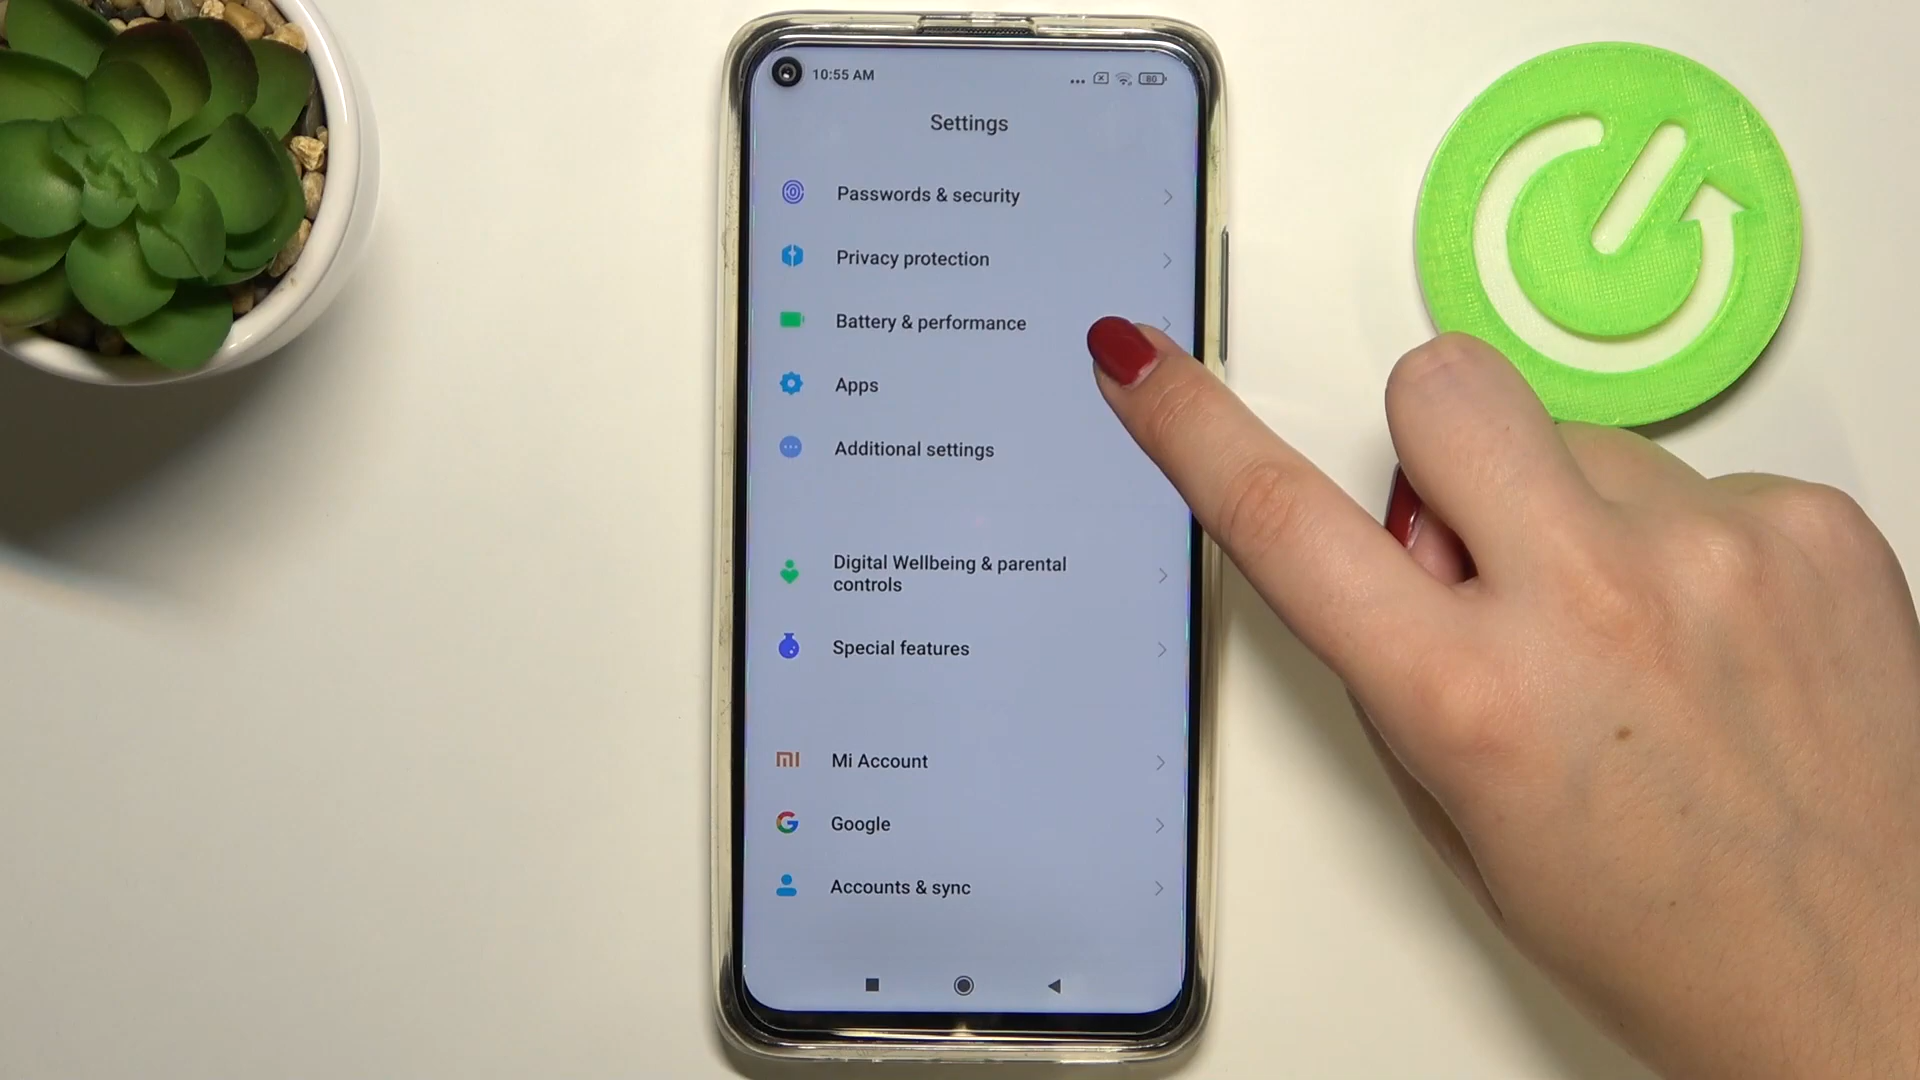 10:55 AM
80
Settings
Passwords & security
Privacy protection
Battery & performance
Apps
Additional settings
Digital Wellbeing & parental
controls
Special features
mi
Mi Account
G
Google
Accounts & sync